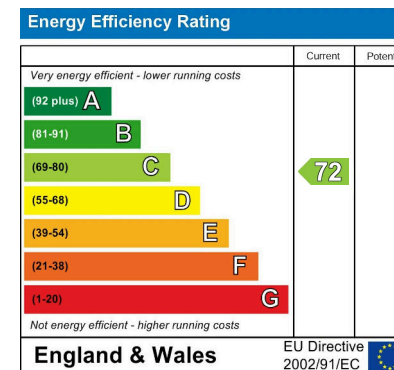 Energy Efficiency Rating
Current Potent
Very energy efficient - lower running costs
(92 plus) A
(81-91) B
(69-80) C 72
(55-68) D
(39-54) E
(21-38) F
(1-20) G
Not energy efficient - higher running costs
England & Wales
EU Directive
2002/91/EC